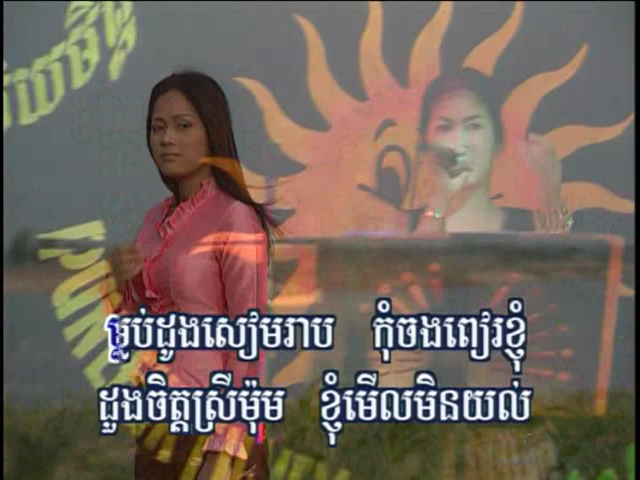 ម្លប់ដូងសៀមរាប កុំចងពៀរខ្ញុំ
ដួងចិត្តស្រីម៉ុម ខ្ញុំមើលមិនយល់